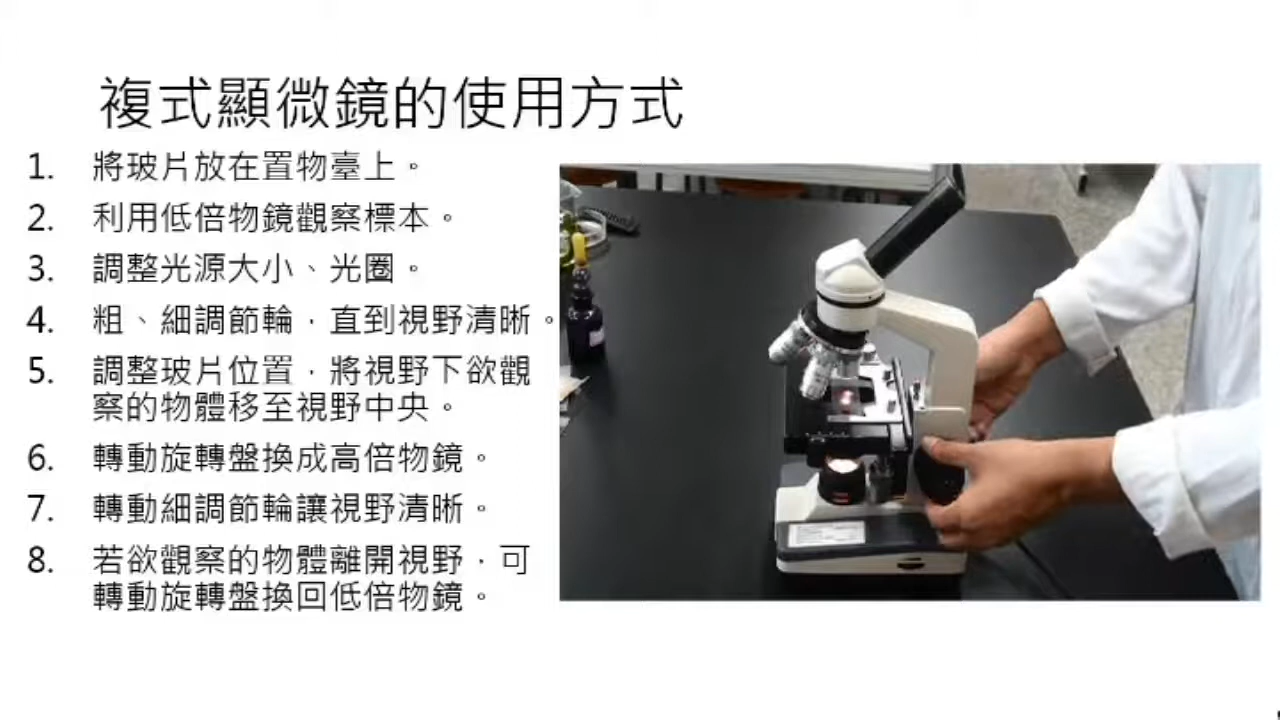 複式顯微鏡的使用方式
1. 將玻片放在置物臺上。
2. 利用低倍物鏡觀察標本。
3. 調整光源大小、光圈。
4. 粗、細調節輪，直到視野清晰。
5. 調整玻片位置，將視野下欲觀
察的物體移至視野中央。
6. 轉動旋轉盤換成高倍物鏡。
7. 轉動細調節輪讓視野清晰。
8. 若欲觀察的物體離開視野，可
轉動旋轉盤換回低倍物鏡。